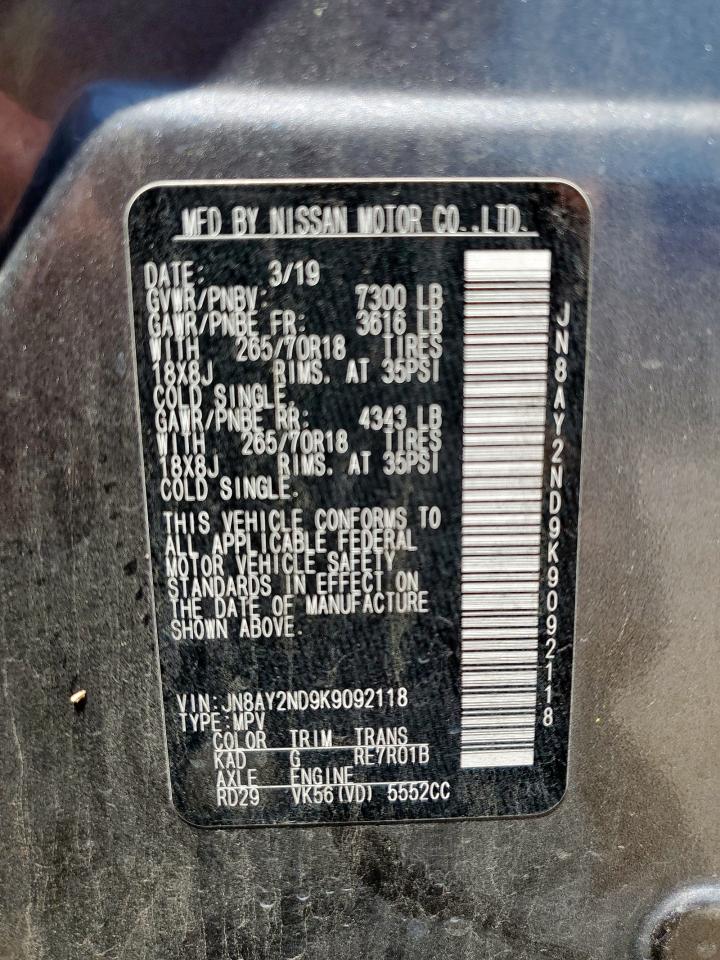 MFD BY NISSAN MOTOR CO.,LTD.
DATE: 3/19
GVWR/PNBV: 7300 LB
GAWR/PNBE FR: 3616 LB
WITH 265/70R18 TIRES
18X8J RIMS. AT 35PSI
COLD SINGLE.
GAWR/PNBE RR: 4343 LB
WITH 265/70R18 TIRES
18X8J RIMS. AT 35PSI
COLD SINGLE.
THIS VEHICLE CONFORMS TO
ALL APPLICABLE FEDERAL
MOTOR VEHICLE SAFETY
STANDARDS IN EFFECT ON
THE DATE OF MANUFACTURE
SHOWN ABOVE.
VIN:JN8AY2ND9K9092118
TYPE:MPV
COLOR TRIM TRANS
KAD G RE7R01B
AXLE ENGINE
RD29 VK56(VD) 5552CC
JN8AY2ND9K9092118